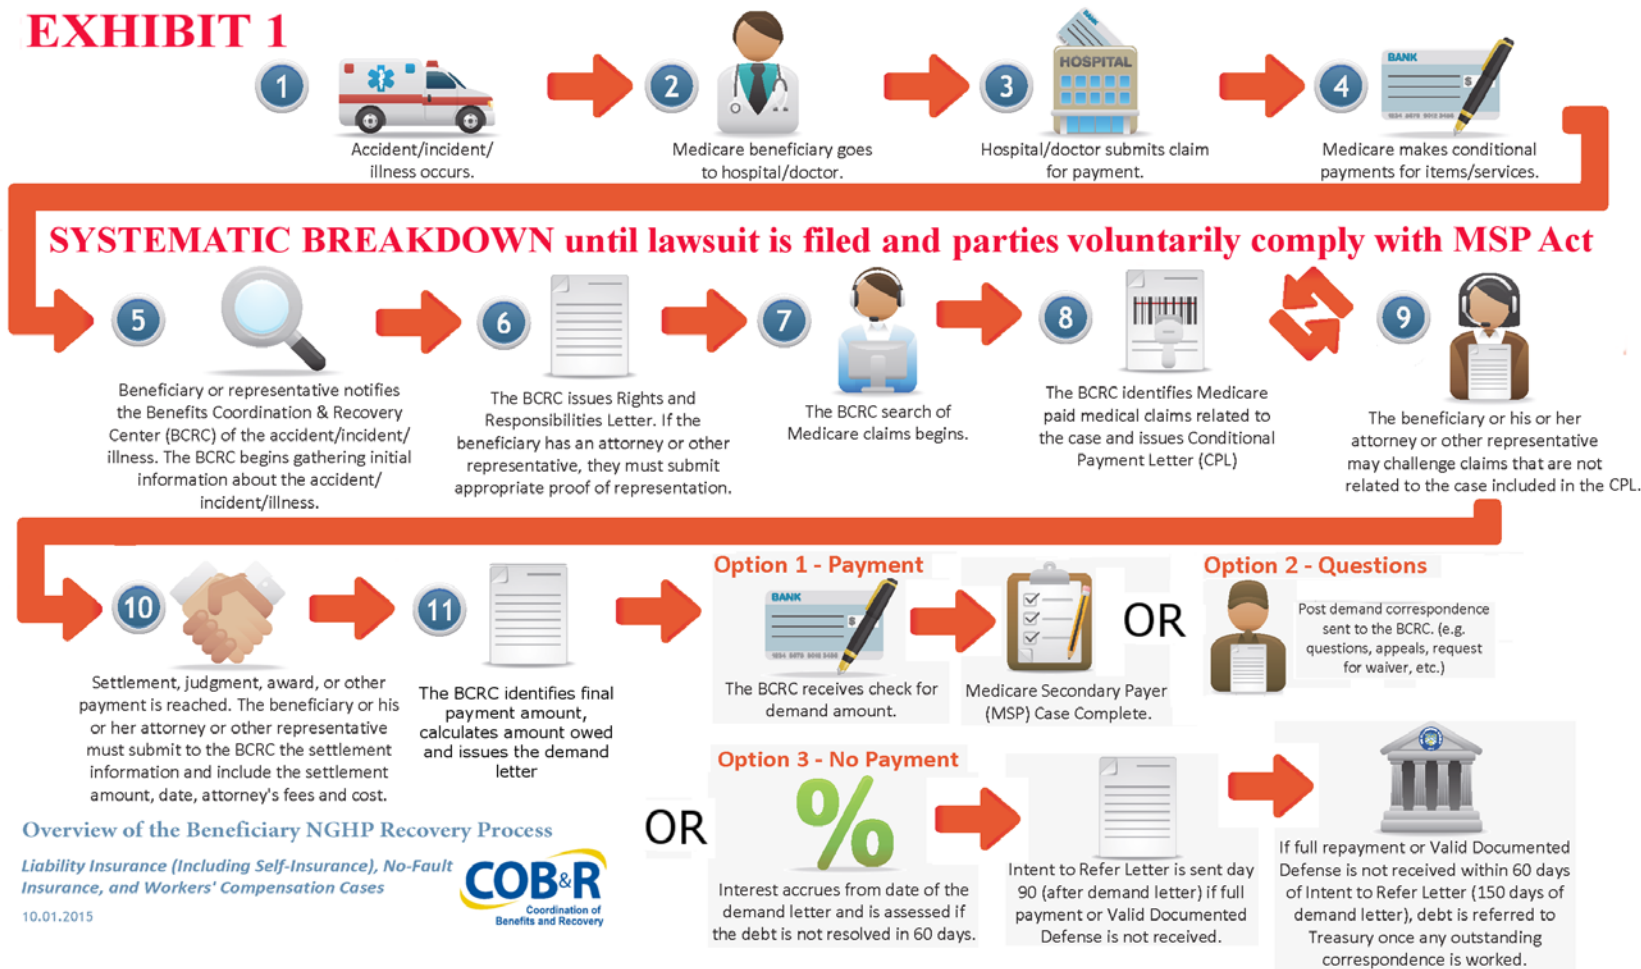 EXHIBIT 1
1
Accident/incident/
illness occurs.
2
Medicare beneficiary goes
to hospital/doctor.
BANK
HOSPITAL
3
Hospital/doctor submits claim
for payment.
4
BANK
$
Medicare makes conditional
payments for items/services.
SYSTEMATIC BREAKDOWN until lawsuit is filed and parties voluntarily comply with MSP Act
5
Beneficiary or representative notifies
the Benefits Coordination & Recovery
Center (BCRC) of the accident/incident/
illness. The BCRC begins gathering initial
information about the accident/
incident/illness.
6
The BCRC issues Rights and
Responsibilities Letter. If the
beneficiary has an attorney or other
representative, they must submit
appropriate proof of representation.
7
The BCRC search of
Medicare claims begins.
8
The BCRC identifies Medicare
paid medical claims related to
the case and issues Conditional
Payment Letter (CPL)
9
The beneficiary or his or her
attorney or other representative
may challenge claims that are not
related to the case included in the CPL.
10
Settlement, judgment, award, or other
payment is reached. The beneficiary or his
or her attorney or other representative
must submit to the BCRC the settlement
information and include the settlement
amount, date, attorney's fees and cost.
11
The BCRC identifies final
payment amount,
calculates amount owed
and issues the demand
letter
Option 1 - Payment
BANK
$
The BCRC receives check for
demand amount.
Medicare Secondary Payer
(MSP) Case Complete.
OR
Option 2 - Questions
Post demand correspondence
sent to the BCRC. (e.g.
questions, appeals, request
for waiver, etc.)
OR
Option 3 - No Payment
%
Interest accrues from date of the
demand letter and is assessed if
the debt is not resolved in 60 days.
Intent to Refer Letter is sent day
90 (after demand letter) if full
payment or Valid Documented
Defense is not received.
If full repayment or Valid Documented
Defense is not received within 60 days
of Intent to Refer Letter (150 days of
demand letter), debt is referred to
Treasury once any outstanding
correspondence is worked.
Overview of the Beneficiary NGHP Recovery Process
Liability Insurance (Including Self-Insurance), No-Fault
Insurance, and Workers' Compensation Cases
10.01.2015
COB&R
Coordination of
Benefits and Recovery